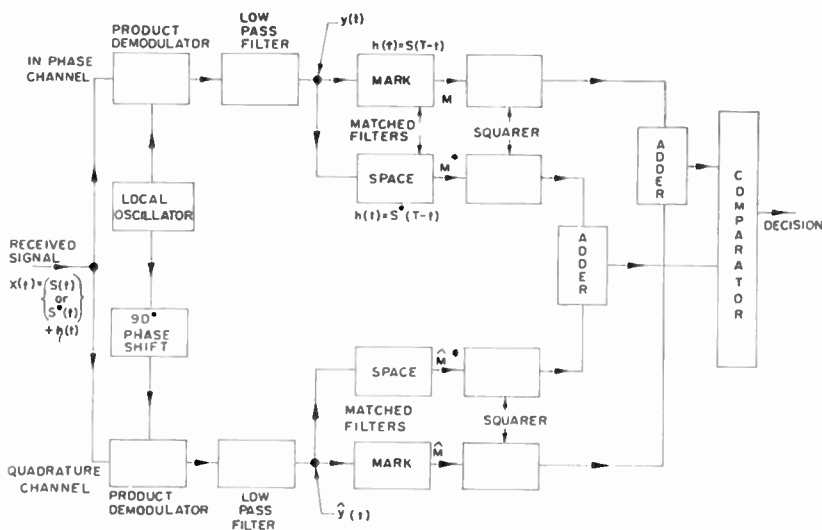 LOW
PASS
FILTER
PRODUCT
DEMODULATOR
y(t)
h(t)=S(T-t)
IN PHASE
CHANNEL
MARK
M
MATCHED
FILTERS
SQUARER
SPACE
M•
h(t)=S•(T-t)
LOCAL
OSCILLATOR
ADDER
ADDER
COMPARATOR
DECISION
RECEIVED
SIGNAL
x(t)={S(t)
or
S•(t)}
+η(t)
90°
PHASE
SHIFT
SPACE
M̂•
MATCHED
FILTERS
SQUARER
MARK
M̂
QUADRATURE
CHANNEL
PRODUCT
DEMODULATOR
LOW
PASS
FILTER
ŷ(t)